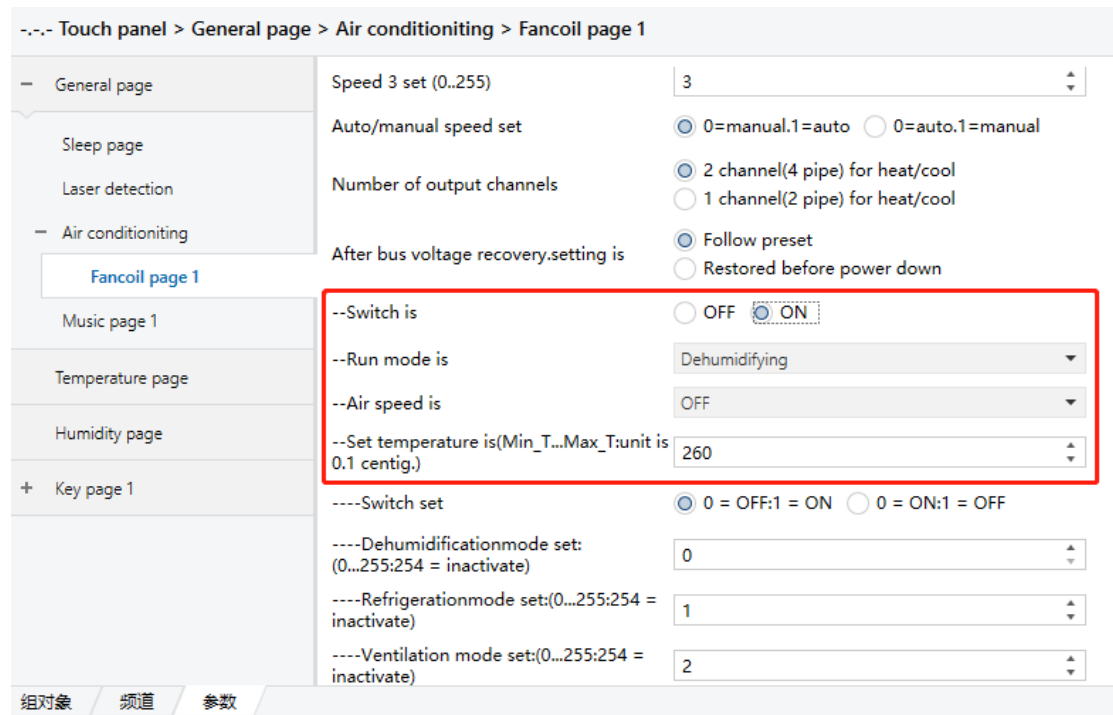 -.-.- Touch panel > General page > Air conditioniting > Fancoil page 1
General page
Sleep page
Laser detection
Air conditioniting
Fancoil page 1
Music page 1
Temperature page
Humidity page
Key page 1
Speed 3 set (0..255)
3
Auto/manual speed set
0=manual.1=auto
0=auto.1=manual
Number of output channels
2 channel(4 pipe) for heat/cool
1 channel(2 pipe) for heat/cool
After bus voltage recovery.setting is
Follow preset
Restored before power down
--Switch is
OFF
ON
--Run mode is
Dehumidifying
--Air speed is
OFF
--Set temperature is(Min_T...Max_T:unit is
0.1 centig.)
260
----Switch set
0 = OFF:1 = ON
0 = ON:1 = OFF
----Dehumidificationmode set:
(0...255:254 = inactivate)
0
----Refrigerationmode set:(0...255:254 =
inactivate)
1
----Ventilation mode set:(0...255:254 =
inactivate)
2
组对象
频道
参数